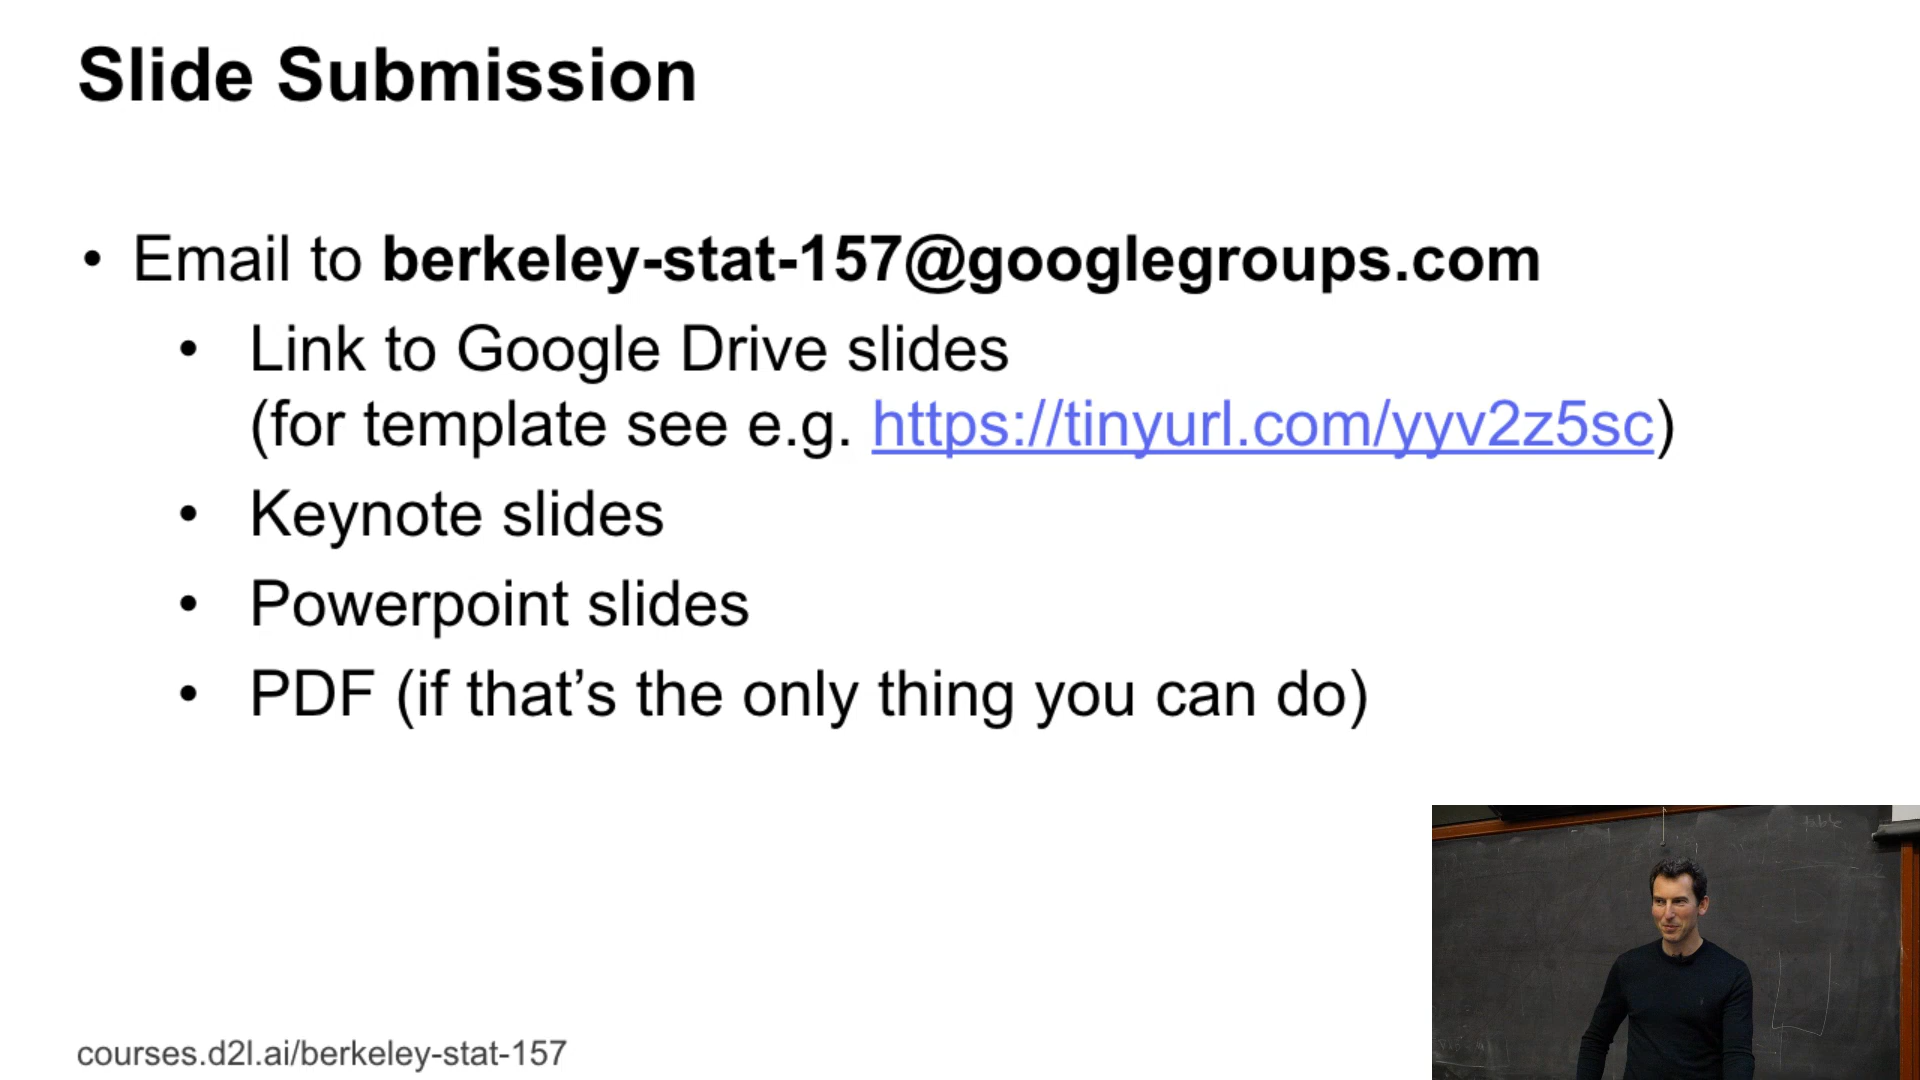 Slide Submission
• Email to berkeley-stat-157@googlegroups.com
• Link to Google Drive slides
(for template see e.g. https://tinyurl.com/yyv2z5sc)
• Keynote slides
• Powerpoint slides
• PDF (if that’s the only thing you can do)
courses.d2l.ai/berkeley-stat-157